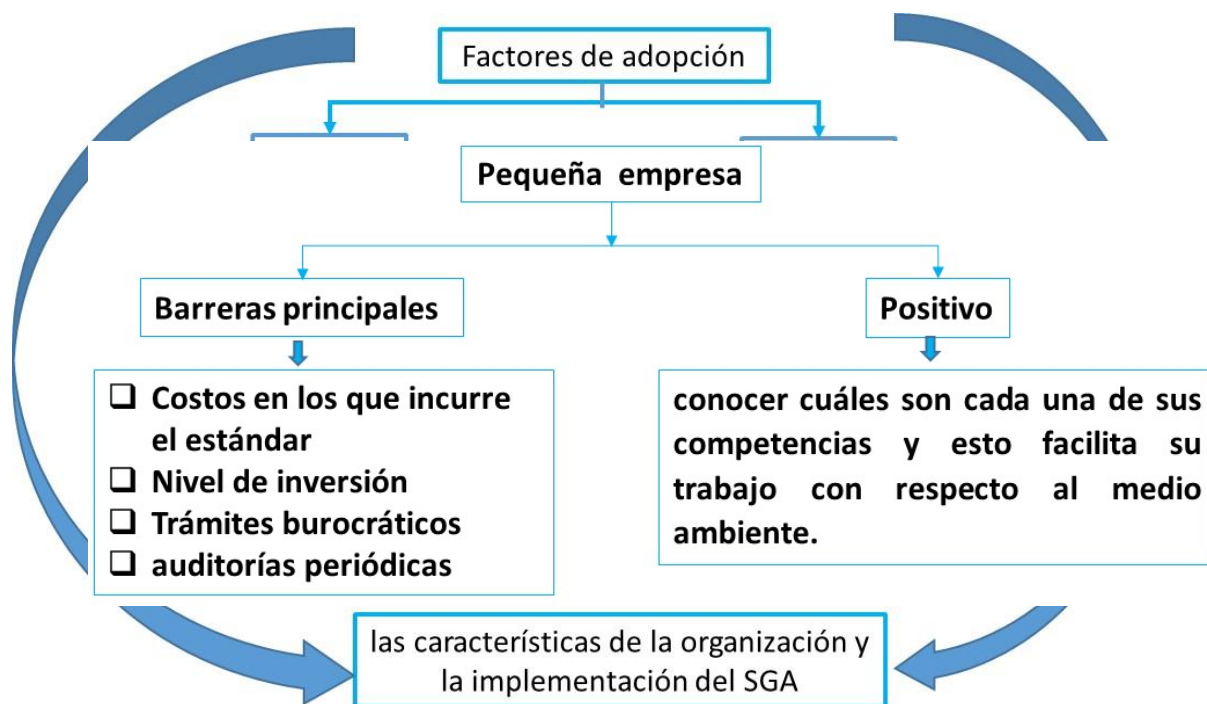 Factores de adopción
Pequeña empresa
Barreras principales
Positivo
❑ Costos en los que incurre
el estándar
❑ Nivel de inversión
❑ Trámites burocráticos
❑ auditorías periódicas
conocer cuáles son cada una de sus
competencias y esto facilita su
trabajo con respecto al medio
ambiente.
las características de la organización y
la implementación del SGA